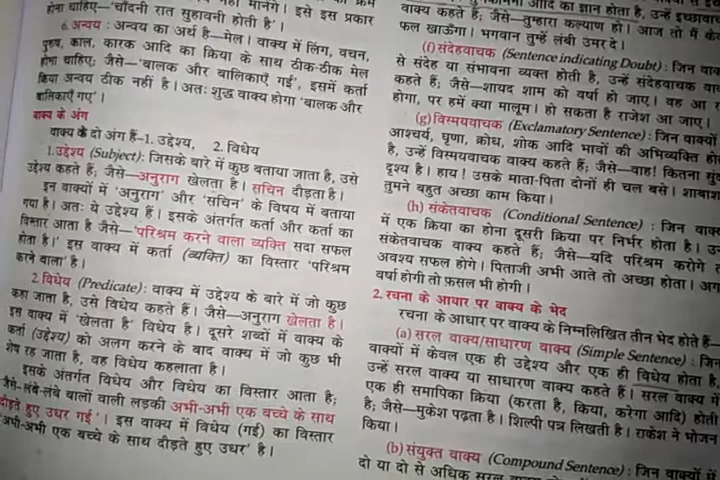 होना चाहिए—'चाँदनी रात सुहावनी होती है'।
6. अन्वय : अन्वय का अर्थ है—मेल। वाक्य में लिंग, वचन,
पुरुष, काल, कारक आदि का क्रिया के साथ ठीक-ठीक मेल
होना चाहिए; जैसे—'बालक और बालिकाएँ गईं', इसमें कर्ता
क्रिया अन्वय ठीक नहीं है। अतः शुद्ध वाक्य होगा 'बालक और
बालिकाएँ गए'।
वाक्य के अंग
वाक्य के दो अंग हैं—1. उद्देश्य, 2. विधेय
1. उद्देश्य (Subject): जिसके बारे में कुछ बताया जाता है, उसे
उद्देश्य कहते हैं; जैसे—अनुराग खेलता है। सचिन दौड़ता है।
इन वाक्यों में 'अनुराग' और 'सचिन' के विषय में बताया
गया है। अतः ये उद्देश्य हैं। इसके अंतर्गत कर्ता और कर्ता का
विस्तार आता है जैसे—'परिश्रम करने वाला व्यक्ति सदा सफल
होता है।' इस वाक्य में कर्ता (व्यक्ति) का विस्तार 'परिश्रम
करने वाला' है।
2. विधेय (Predicate): वाक्य में उद्देश्य के बारे में जो कुछ
कहा जाता है, उसे विधेय कहते हैं। जैसे—अनुराग खेलता है।
इस वाक्य में 'खेलता है' विधेय है। दूसरे शब्दों में वाक्य के
कर्ता (उद्देश्य) को अलग करने के बाद वाक्य में जो कुछ भी
शेष रह जाता है, वह विधेय कहलाता है।
इसके अंतर्गत विधेय और विधेय का विस्तार आता है;
जैसे-लंबे-लंबे बालों वाली लड़की अभी-अभी एक बच्चे के साथ
दौड़ते हुए उधर गई'। इस वाक्य में विधेय (गई) का विस्तार
'अभी-अभी एक बच्चे के साथ दौड़ते हुए उधर' है।
आदि का ज्ञान होता है, उन्हें
वाक्य कहते हैं; जैसे—तुम्हारा कल्याण हो। आज तो मैं
फल खाऊँगा। भगवान तुम्हें लंबी उमर दे।
(f) संदेहवाचक (Sentence indicating Doubt) : जिन
से संदेह या संभावना व्यक्त होती है, उन्हें संदेहवाचक
कहते हैं; जैसे—शायद शाम को वर्षा हो जाए। वह आ
होगा, पर हमें क्या मालूम। हो सकता है राजेश आ जाए।
(g) विस्मयवाचक (Exclamatory Sentence) : जिन वाक्यों
आश्चर्य, घृणा, क्रोध, शोक आदि भावों की अभिव्यक्ति
है, उन्हें विस्मयवाचक वाक्य कहते हैं; जैसे—वाह! कितना
दृश्य है। हाय! उसके माता-पिता दोनों ही चल बसे।
तुमने बहुत अच्छा काम किया।
(h) संकेतवाचक (Conditional Sentence) : जिन
में एक क्रिया का होना दूसरी क्रिया पर निर्भर होता है।
संकेतवाचक वाक्य कहते हैं; जैसे—यदि परिश्रम करोगे
अवश्य सफल होगे। पिताजी अभी आते तो अच्छा होता।
वर्षा होगी तो फ़सल भी होगी।
2. रचना के आधार पर वाक्य के भेद
रचना के आधार पर वाक्य के निम्नलिखित तीन भेद होते हैं—
(a) सरल वाक्य/साधारण वाक्य (Simple Sentence) : जिन
वाक्यों में केवल एक ही उद्देश्य और एक ही विधेय होता है,
उन्हें सरल वाक्य या साधारण वाक्य कहते हैं। सरल वाक्य में
एक ही समापिका क्रिया (करता है, किया, करेगा आदि) होती
है; जैसे—मुकेश पढ़ता है। शिल्पी पत्र लिखती है। राकेश ने भोजन
किया।
(b) संयुक्त वाक्य (Compound Sentence) : जिन वाक्यों में
दो या दो से अधिक सरल